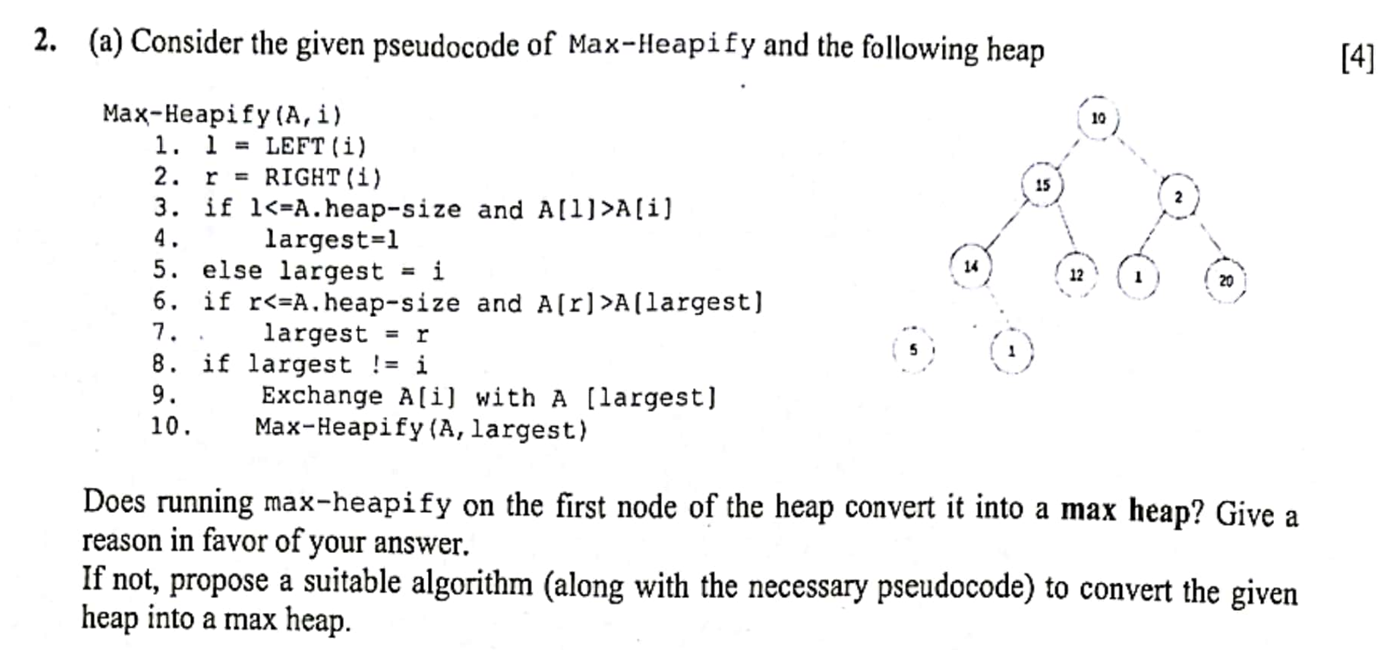 2. (a) Consider the given pseudocode of Max-Heapify and the following heap [4]
Max-Heapify(A,i)
1. l = LEFT(i)
2. r = RIGHT(i)
3. if l<=A.heap-size and A[l]>A[i]
4. largest=l
5. else largest = i
6. if r<=A.heap-size and A[r]>A[largest]
7. largest = r
8. if largest != i
9. Exchange A[i] with A [largest]
10. Max-Heapify(A,largest)
10
15
2
14
12
1
20
5
1
Does running max-heapify on the first node of the heap convert it into a max heap? Give a
reason in favor of your answer.
If not, propose a suitable algorithm (along with the necessary pseudocode) to convert the given
heap into a max heap.